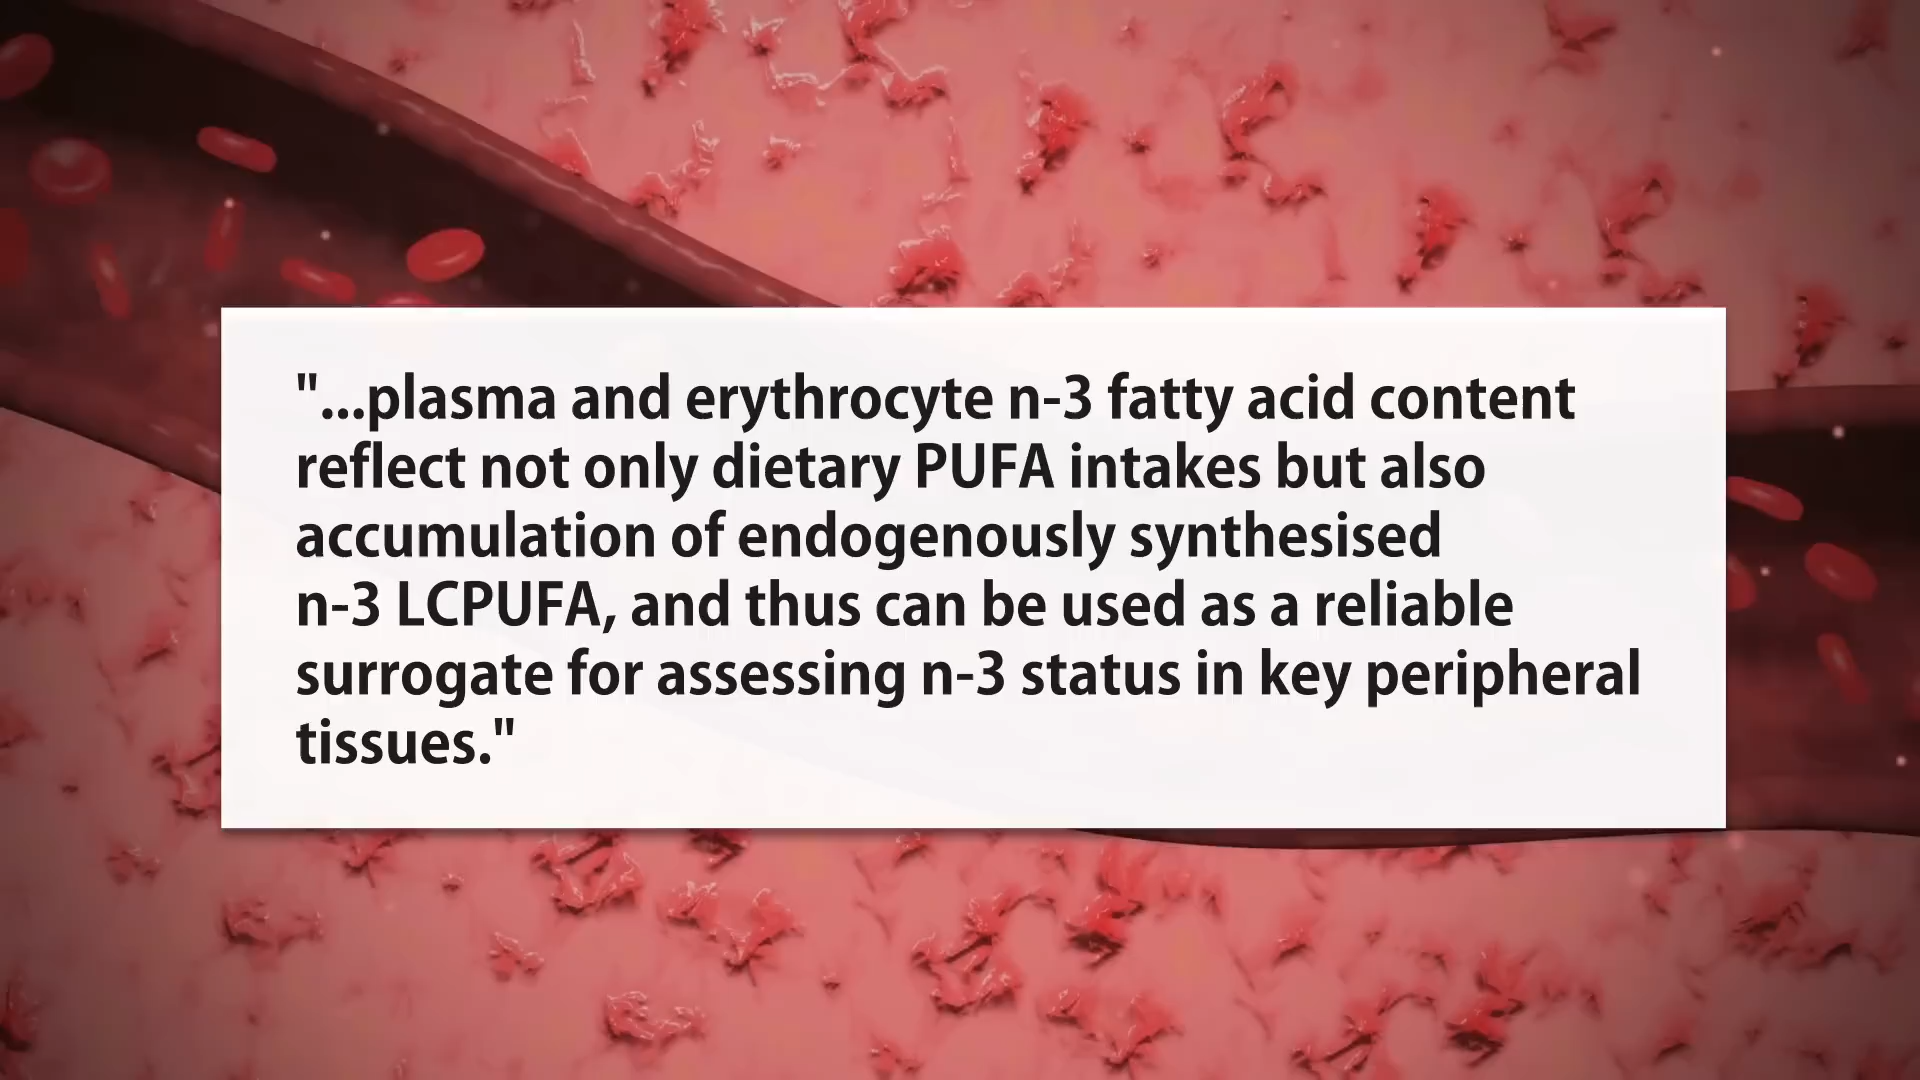 "...plasma and erythrocyte n-3 fatty acid content
reflect not only dietary PUFA intakes but also
accumulation of endogenously synthesised
n-3 LCPUFA, and thus can be used as a reliable
surrogate for assessing n-3 status in key peripheral
tissues."